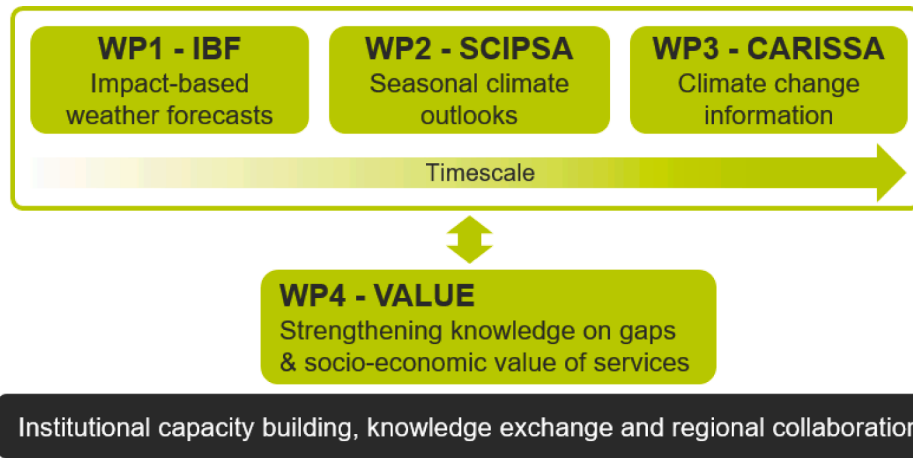 WP1 - IBF
Impact-based
weather forecasts
WP2 - SCIPSA
Seasonal climate
outlooks
WP3 - CARISSA
Climate change
information
Timescale
WP4 - VALUE
Strengthening knowledge on gaps
& socio-economic value of services
Institutional capacity building, knowledge exchange and regional collaboration